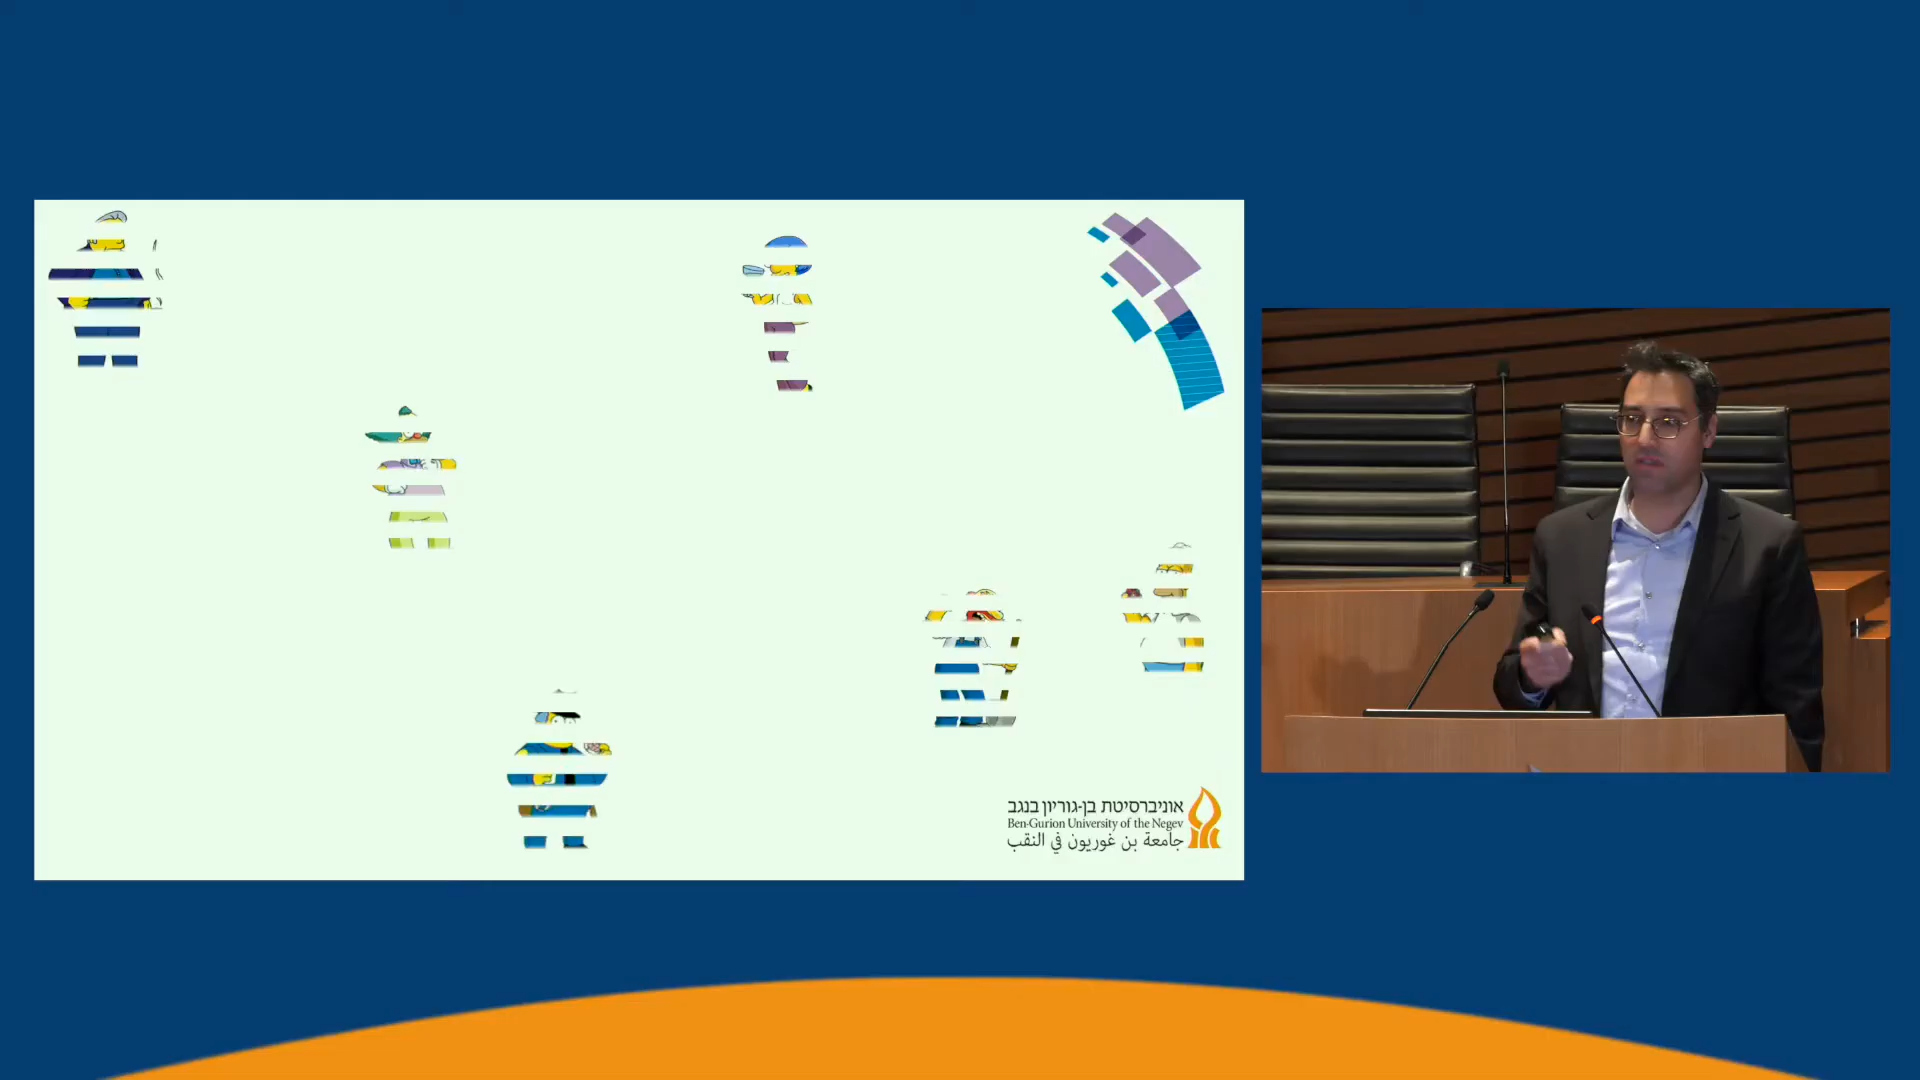 אוניברסיטת בן-גוריון בנגב
Ben-Gurion University of the Negev
جامعة بن غوريون في النقب